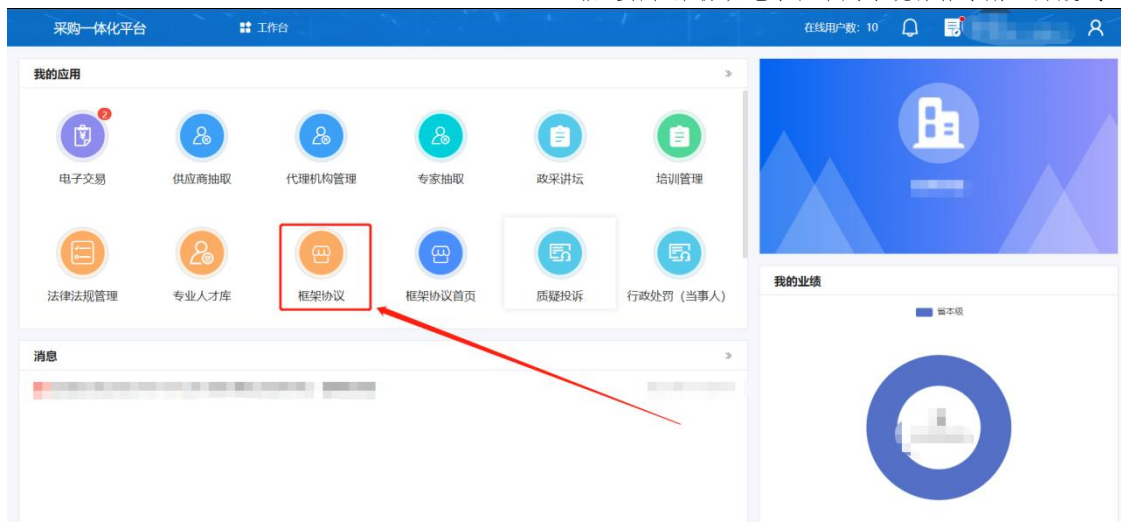 采购一体化平台 工作台 在线用户数: 10
我的应用
2
电子交易 供应商抽取 代理机构管理 专家抽取 政采讲坛 培训管理
法律法规管理 专业人才库 框架协议 框架协议首页 质疑投诉 行政处罚（当事人）
消息
我的业绩
省本级